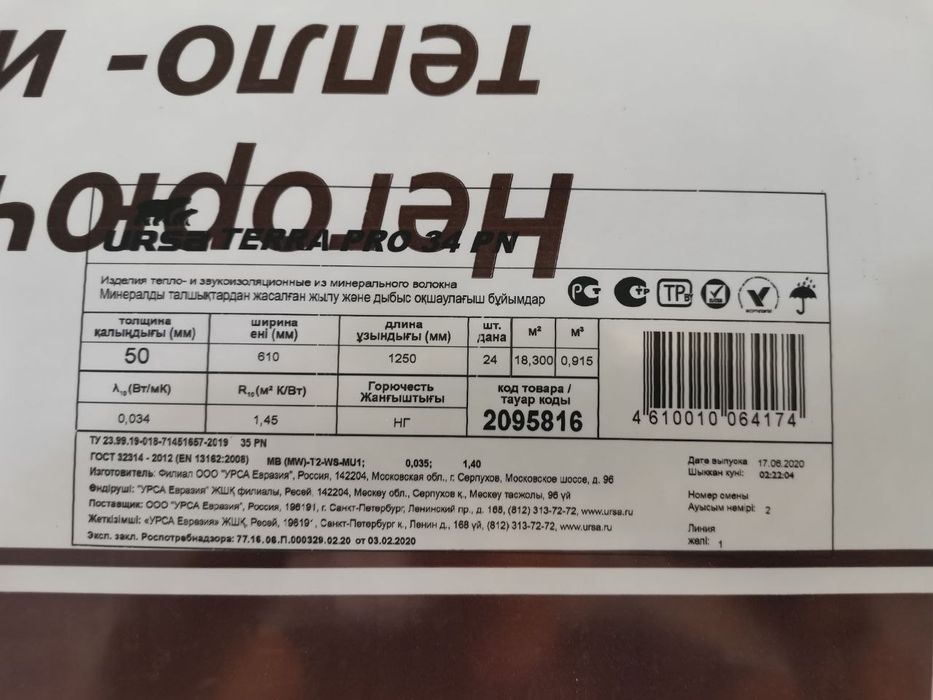 тепло- и
Негорюч
URSA TERRA PRO 34 PN
Изделия тепло- и звукоизоляционные из минерального волокна
Минералды талшықтардан жасалған жылу және дыбыс оқшаулағыш бұйымдар
толщина қалыңдығы (мм) ширина ені (мм) длина ұзындығы (мм) шт. дана м² м³
50 610 1250 24 18,300 0,915
λ₁₀(Вт/мК) R₁₀(м² К/Вт) Горючесть Жанғыштығы код товара / тауар коды
0,034 1,45 НГ 2095816
4 610010 064174
ТУ 23.99.19-018-71451657-2019 35 PN
ГОСТ 32314 - 2012 (EN 13162:2008) МВ (MW)-T2-WS-MU1; 0,035; 1,40
Изготовитель: Филиал ООО "УРСА Евразия", Россия, 142204, Московская обл., г. Серпухов, Московское шоссе, д. 96
Өндіруші: "УРСА Евразия" ЖШҚ филиалы, Ресей, 142204, Мәскеу обл., Серпухов қ., Мәскеу тасжолы, 96 үй
Поставщик: ООО "УРСА Евразия", Россия, 196191, г. Санкт-Петербург, Ленинский пр., д. 168, (812) 313-72-72, www.ursa.ru
Жеткізімші: «УРСА Евразия» ЖШҚ, Ресей, 19619, Санкт-Петербург қ., Ленин д., 168 үй, (812) 313-72-72, www.ursa.ru
Эксп. закл. Роспотребнадзора: 77.16.06.П.000329.02.20 от 03.02.2020
Дата выпуска 17.06.2020
Шыққан күні: 02:22:04
Номер смены
Ауысым нөмірі: 2
Линия
желі: 1